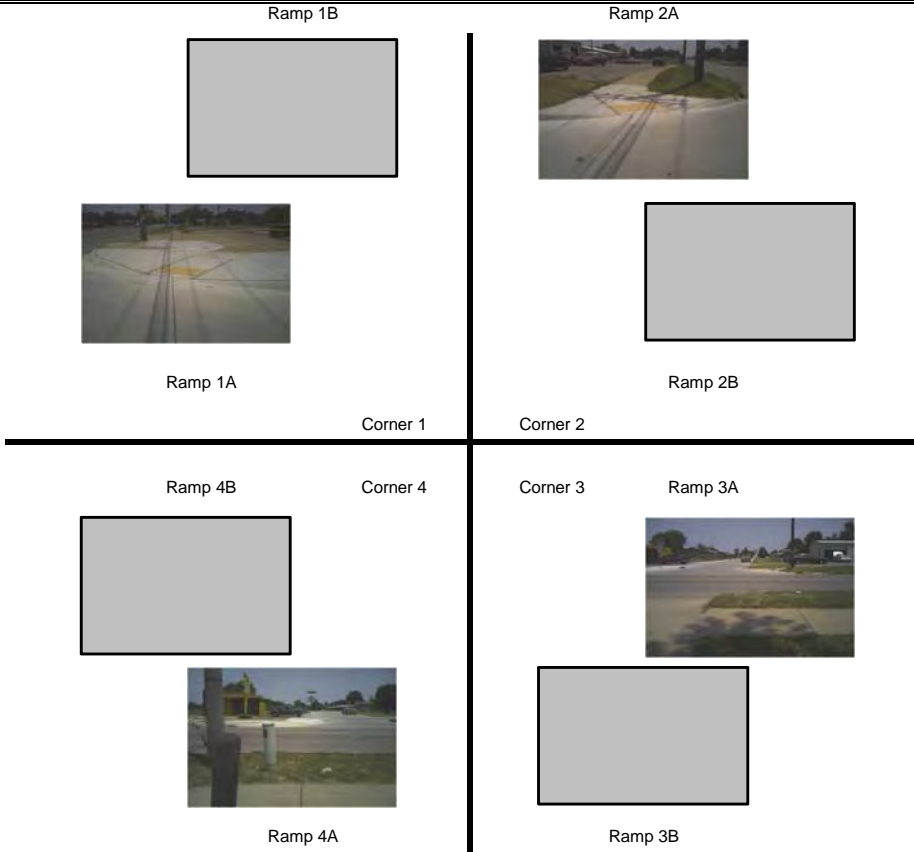 Ramp 1B Ramp 2A
Ramp 1A Ramp 2B
Corner 1 Corner 2
Ramp 4B Corner 4 Corner 3 Ramp 3A
Ramp 4A Ramp 3B